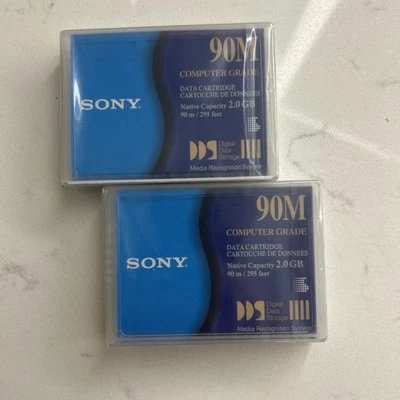 90M
COMPUTER GRADE
SONY
DATA CARTRIDGE
CARTOUCHE DE DONNÉES
Native Capacity 2.0 GB
90 m / 295 feet
DDS Digital Data Storage
Media Recognition System
90M
COMPUTER GRADE
DATA CARTRIDGE
CARTOUCHE DE DONNÉES
SONY
Native Capacity 2.0 GB
90 m / 295 feet
DDS Digital Data Storage
Media Recognition System